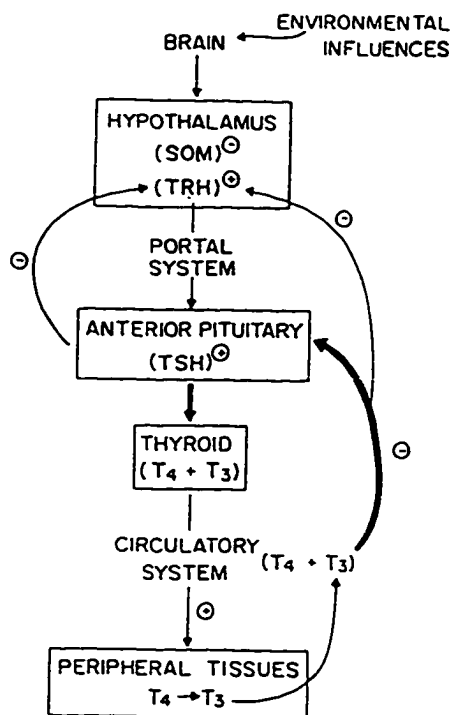 ENVIRONMENTAL
INFLUENCES
BRAIN
HYPOTHALAMUS
(SOM)⊖
(TRH)⊕
⊖
⊖
PORTAL
SYSTEM
ANTERIOR PITUITARY
(TSH)⊕
THYROID
(T₄ + T₃)
⊖
CIRCULATORY
SYSTEM
(T₄ + T₃)
⊕
PERIPHERAL TISSUES
T₄ → T₃